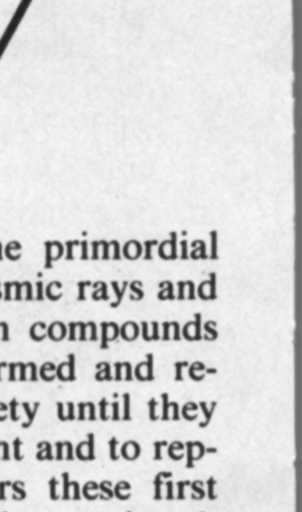 e primordial
smic rays and
n compounds
rmed and re-
ety until they
nt and to rep-
rs these first